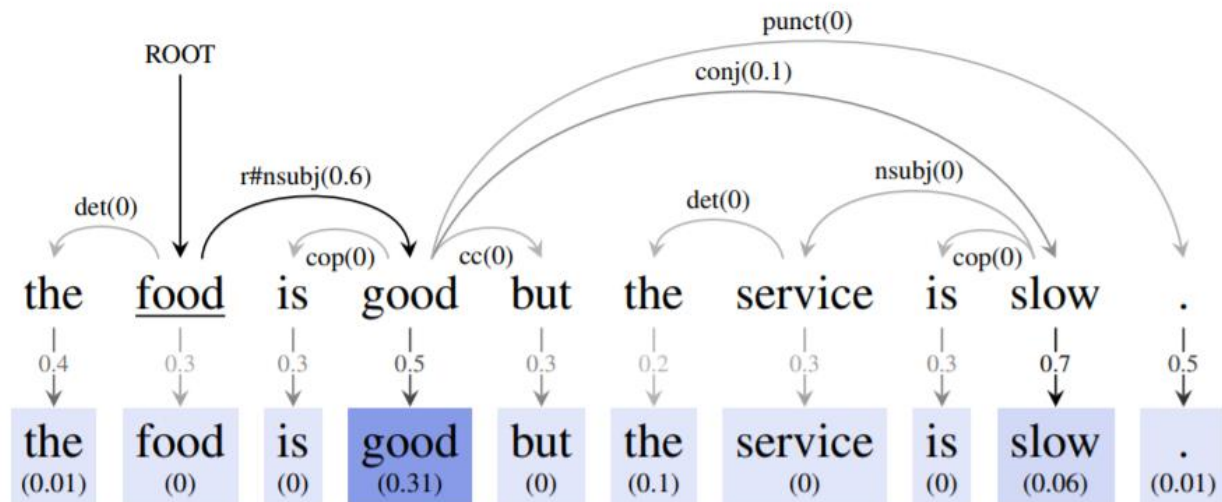 punct(0)
ROOT
conj(0.1)
r#nsubj(0.6)
nsubj(0)
det(0)
det(0)
cop(0) cc(0) cop(0)
the food is good but the service is slow .
0.4 0.3 0.3 0.5 0.3 0.2 0.3 0.3 0.7 0.5
the food is good but the service is slow .
(0.01) (0) (0) (0.31) (0) (0.1) (0) (0) (0.06) (0.01)